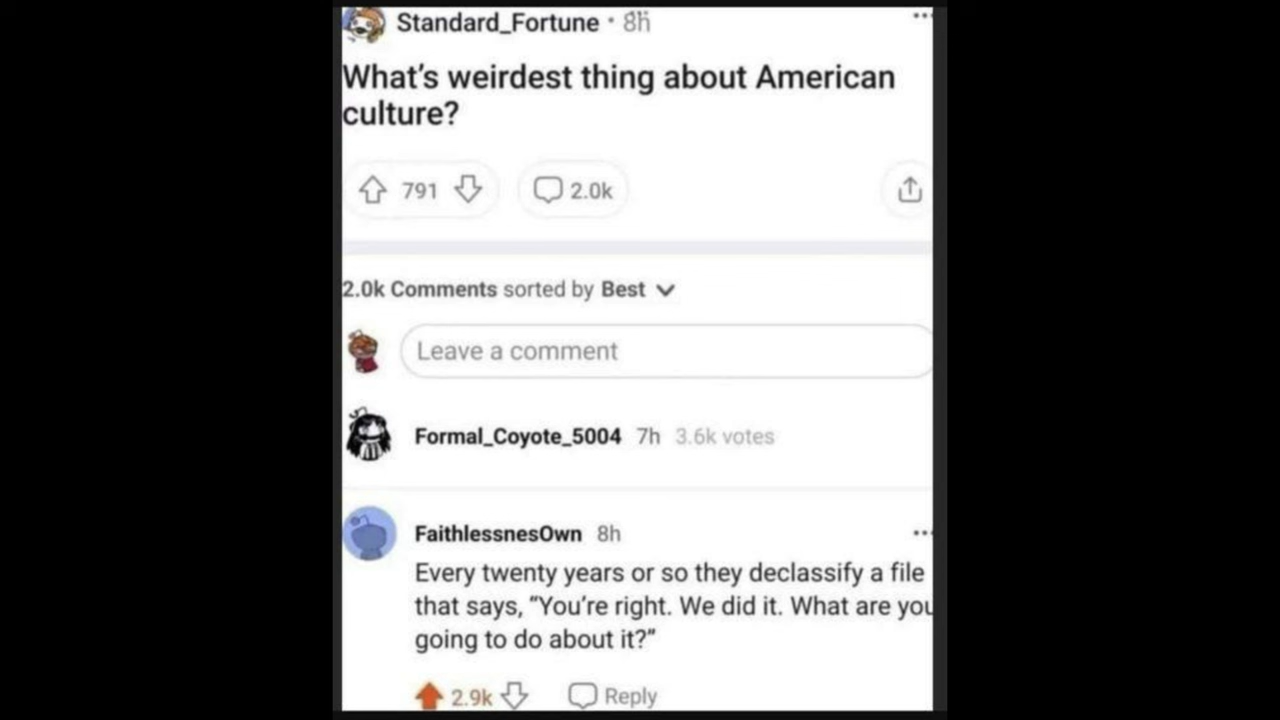 Standard_Fortune · 8h
What's weirdest thing about American
culture?
791
2.0k
2.0k Comments sorted by Best
Leave a comment
Formal_Coyote_5004 7h 3.6k votes
FaithlessnesOwn 8h
Every twenty years or so they declassify a file
that says, "You're right. We did it. What are you
going to do about it?"
2.9k Reply